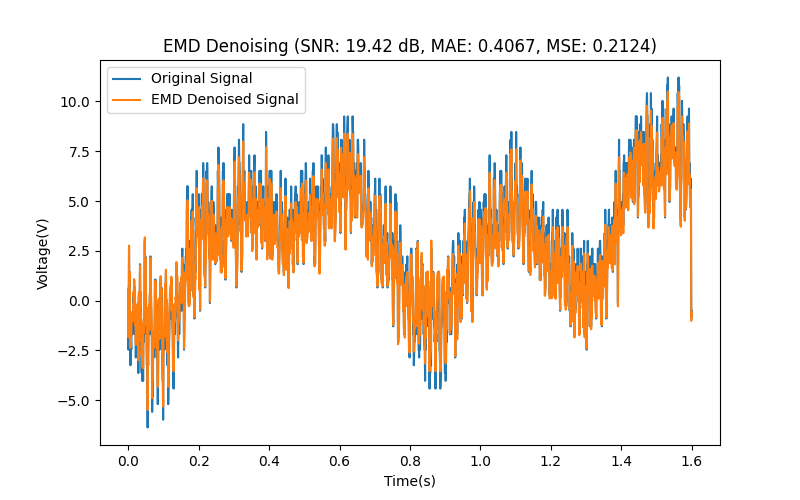 EMD Denoising (SNR: 19.42 dB, MAE: 0.4067, MSE: 0.2124)
Original Signal
EMD Denoised Signal
10.0
7.5
5.0
2.5
0.0
−2.5
−5.0
Voltage(V)
0.0 0.2 0.4 0.6 0.8 1.0 1.2 1.4 1.6
Time(s)